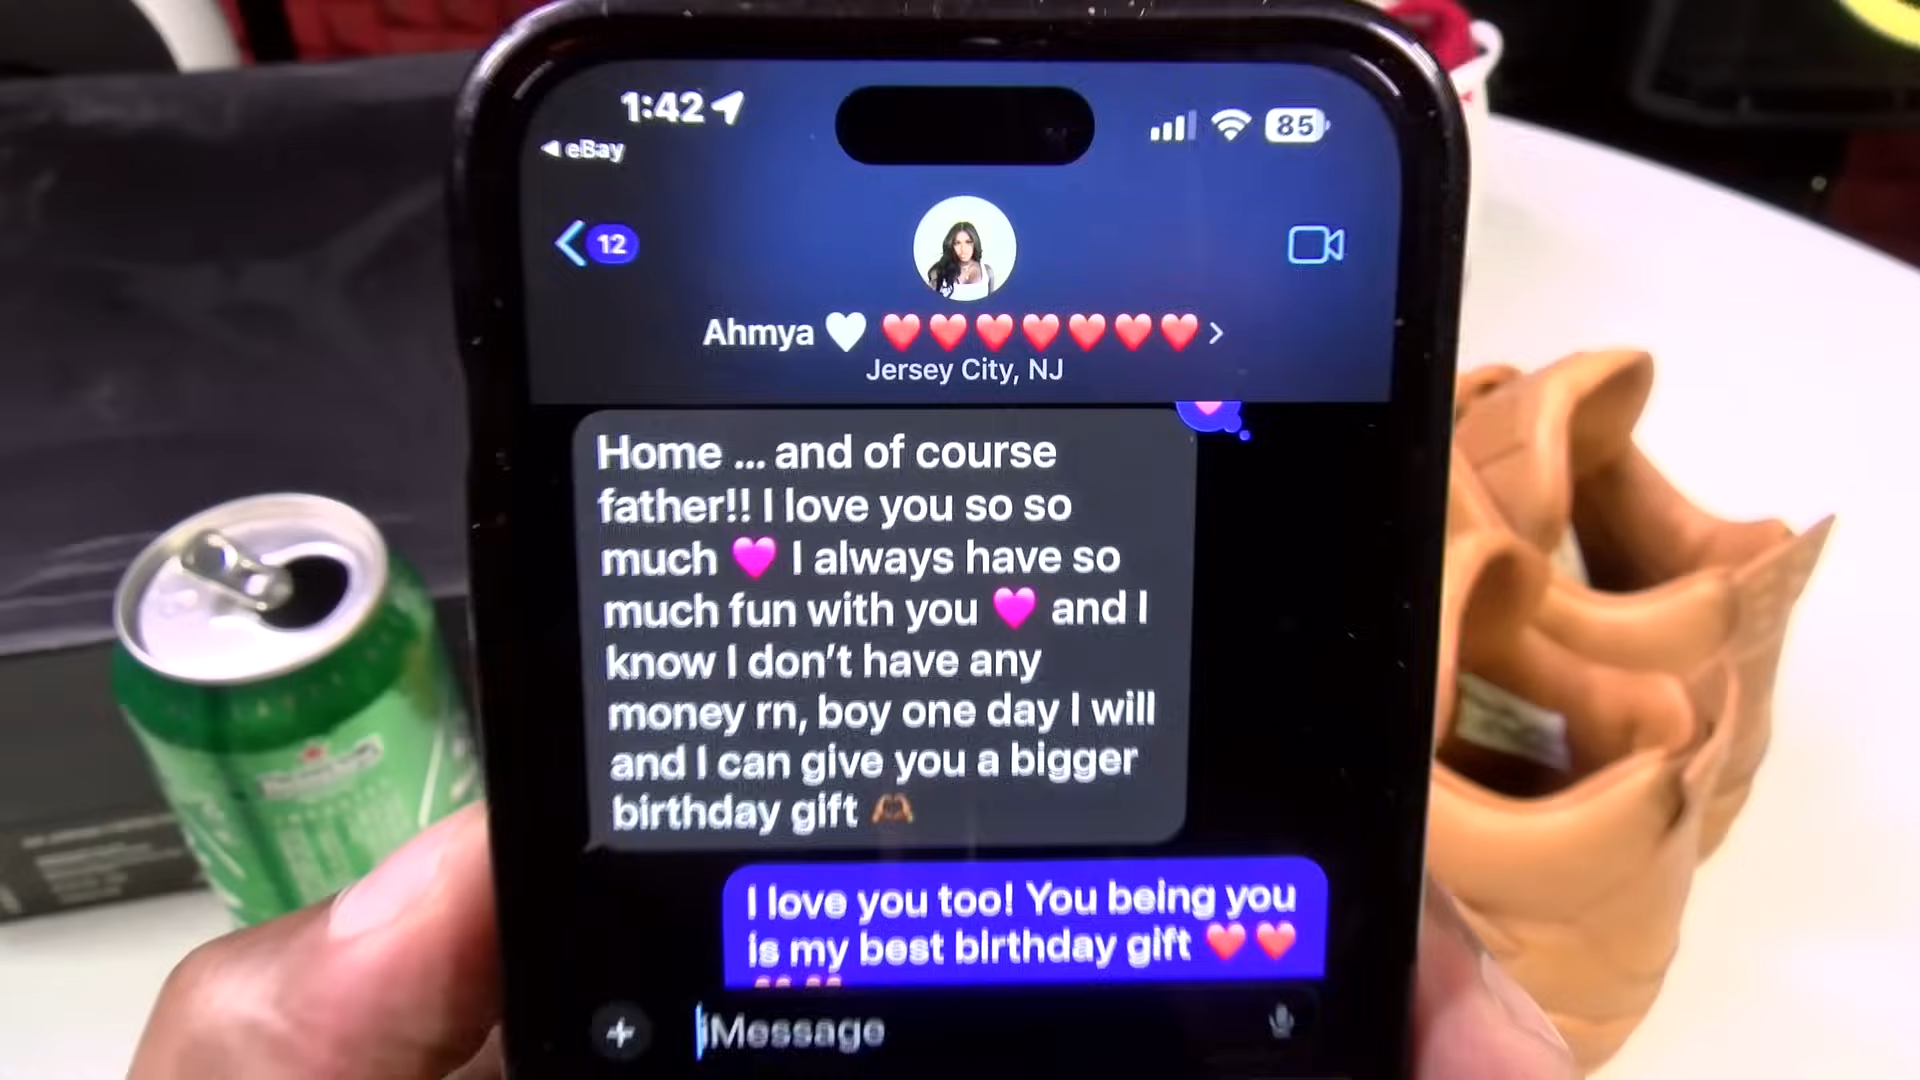 1:42
85
eBay
12
Ahmya 🤍 ❤️❤️❤️❤️❤️❤️❤️
Jersey City, NJ
Home ... and of course
father!! I love you so so
much 🩷 I always have so
much fun with you 🩷 and I
know I don’t have any
money rn, boy one day I will
and I can give you a bigger
birthday gift 🫶🏾
I love you too! You being you
is my best birthday gift ❤️❤️
iMessage